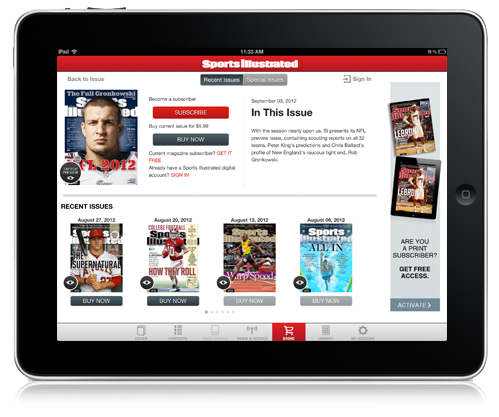 iPad
11:33 AM
Sports Illustrated
Back to Issue
Recent Issues
Special Issues
Sign In
The Full Gronkowski
Sports
NFL 2012
Become a subscriber
SUBSCRIBE
Buy current issue for $5.99
BUY NOW
Current magazine subscriber? GET IT
FREE
Already have a Sports Illustrated digital
account? SIGN IN
September 03, 2012
In This Issue
With the season nearly upon us, SI presents its NFL
preview issue, containing scouting reports on all 32
teams, Peter King's predictions and Chris Ballard's
profile of New England's raucous tight end, Rob
Gronkowski.
LEBRON
LEBRON
ARE YOU
A PRINT
SUBSCRIBER?
GET FREE
ACCESS.
ACTIVATE
RECENT ISSUES
August 27, 2012
August 20, 2012
August 13, 2012
August 06, 2012
Sports Illustrated
THE
SUPERNATURAL
BUY NOW
COLLEGE FOOTBALL
Sports Illustrated
HOW THEY ROLL
BUY NOW
Sports Illustrated
Warp Speed
BUY NOW
Sports Illustrated
ALL IN
BUY NOW
STORE
LIBRARY
MY ACCOUNT